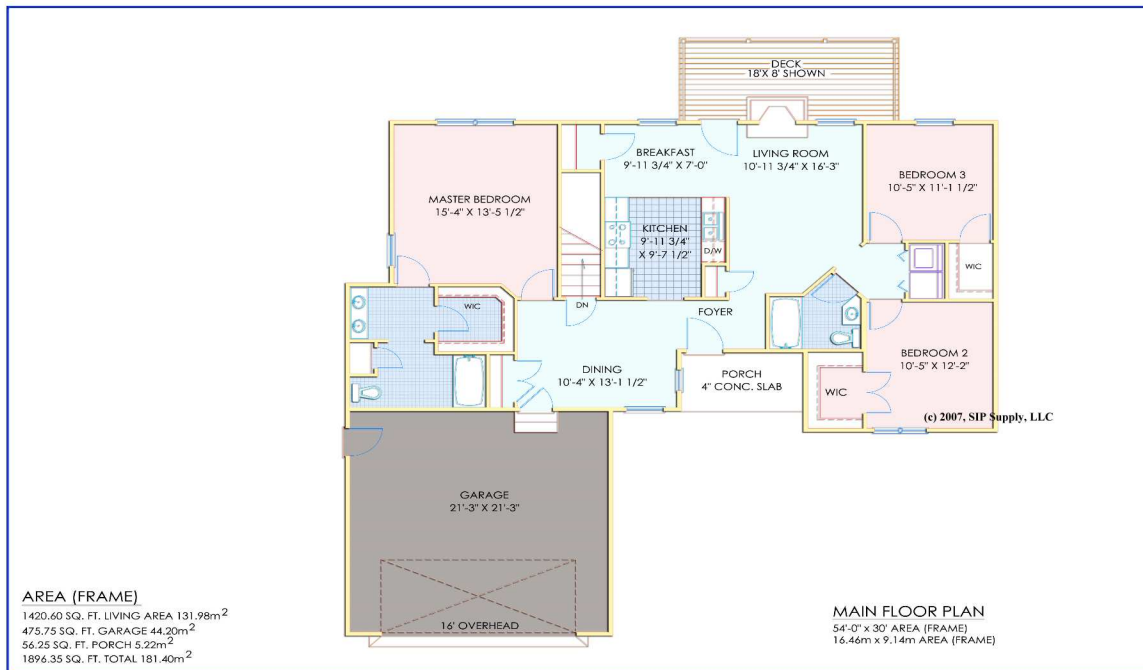 DECK
18'X 8' SHOWN
BREAKFAST
9'-11 3/4" X 7'-0"
LIVING ROOM
10'-11 3/4" X 16'-3"
BEDROOM 3
10'-5" X 11'-1 1/2"
MASTER BEDROOM
15'-4" X 13'-5 1/2"
KITCHEN
9'-11 3/4"
X 9'-7 1/2"
D/W
WIC
WIC
DN
FOYER
DINING
10'-4" X 13'-1 1/2"
PORCH
4" CONC. SLAB
BEDROOM 2
10'-5" X 12'-2"
WIC
(c) 2007, SIP Supply, LLC
GARAGE
21'-3" X 21'-3"
16' OVERHEAD
AREA (FRAME)
1420.60 SQ. FT. LIVING AREA 131.98m²
475.75 SQ. FT. GARAGE 44.20m²
56.25 SQ. FT. PORCH 5.22m²
1896.35 SQ. FT. TOTAL 181.40m²
MAIN FLOOR PLAN
54'-0" x 30' AREA (FRAME)
16.46m x 9.14m AREA (FRAME)